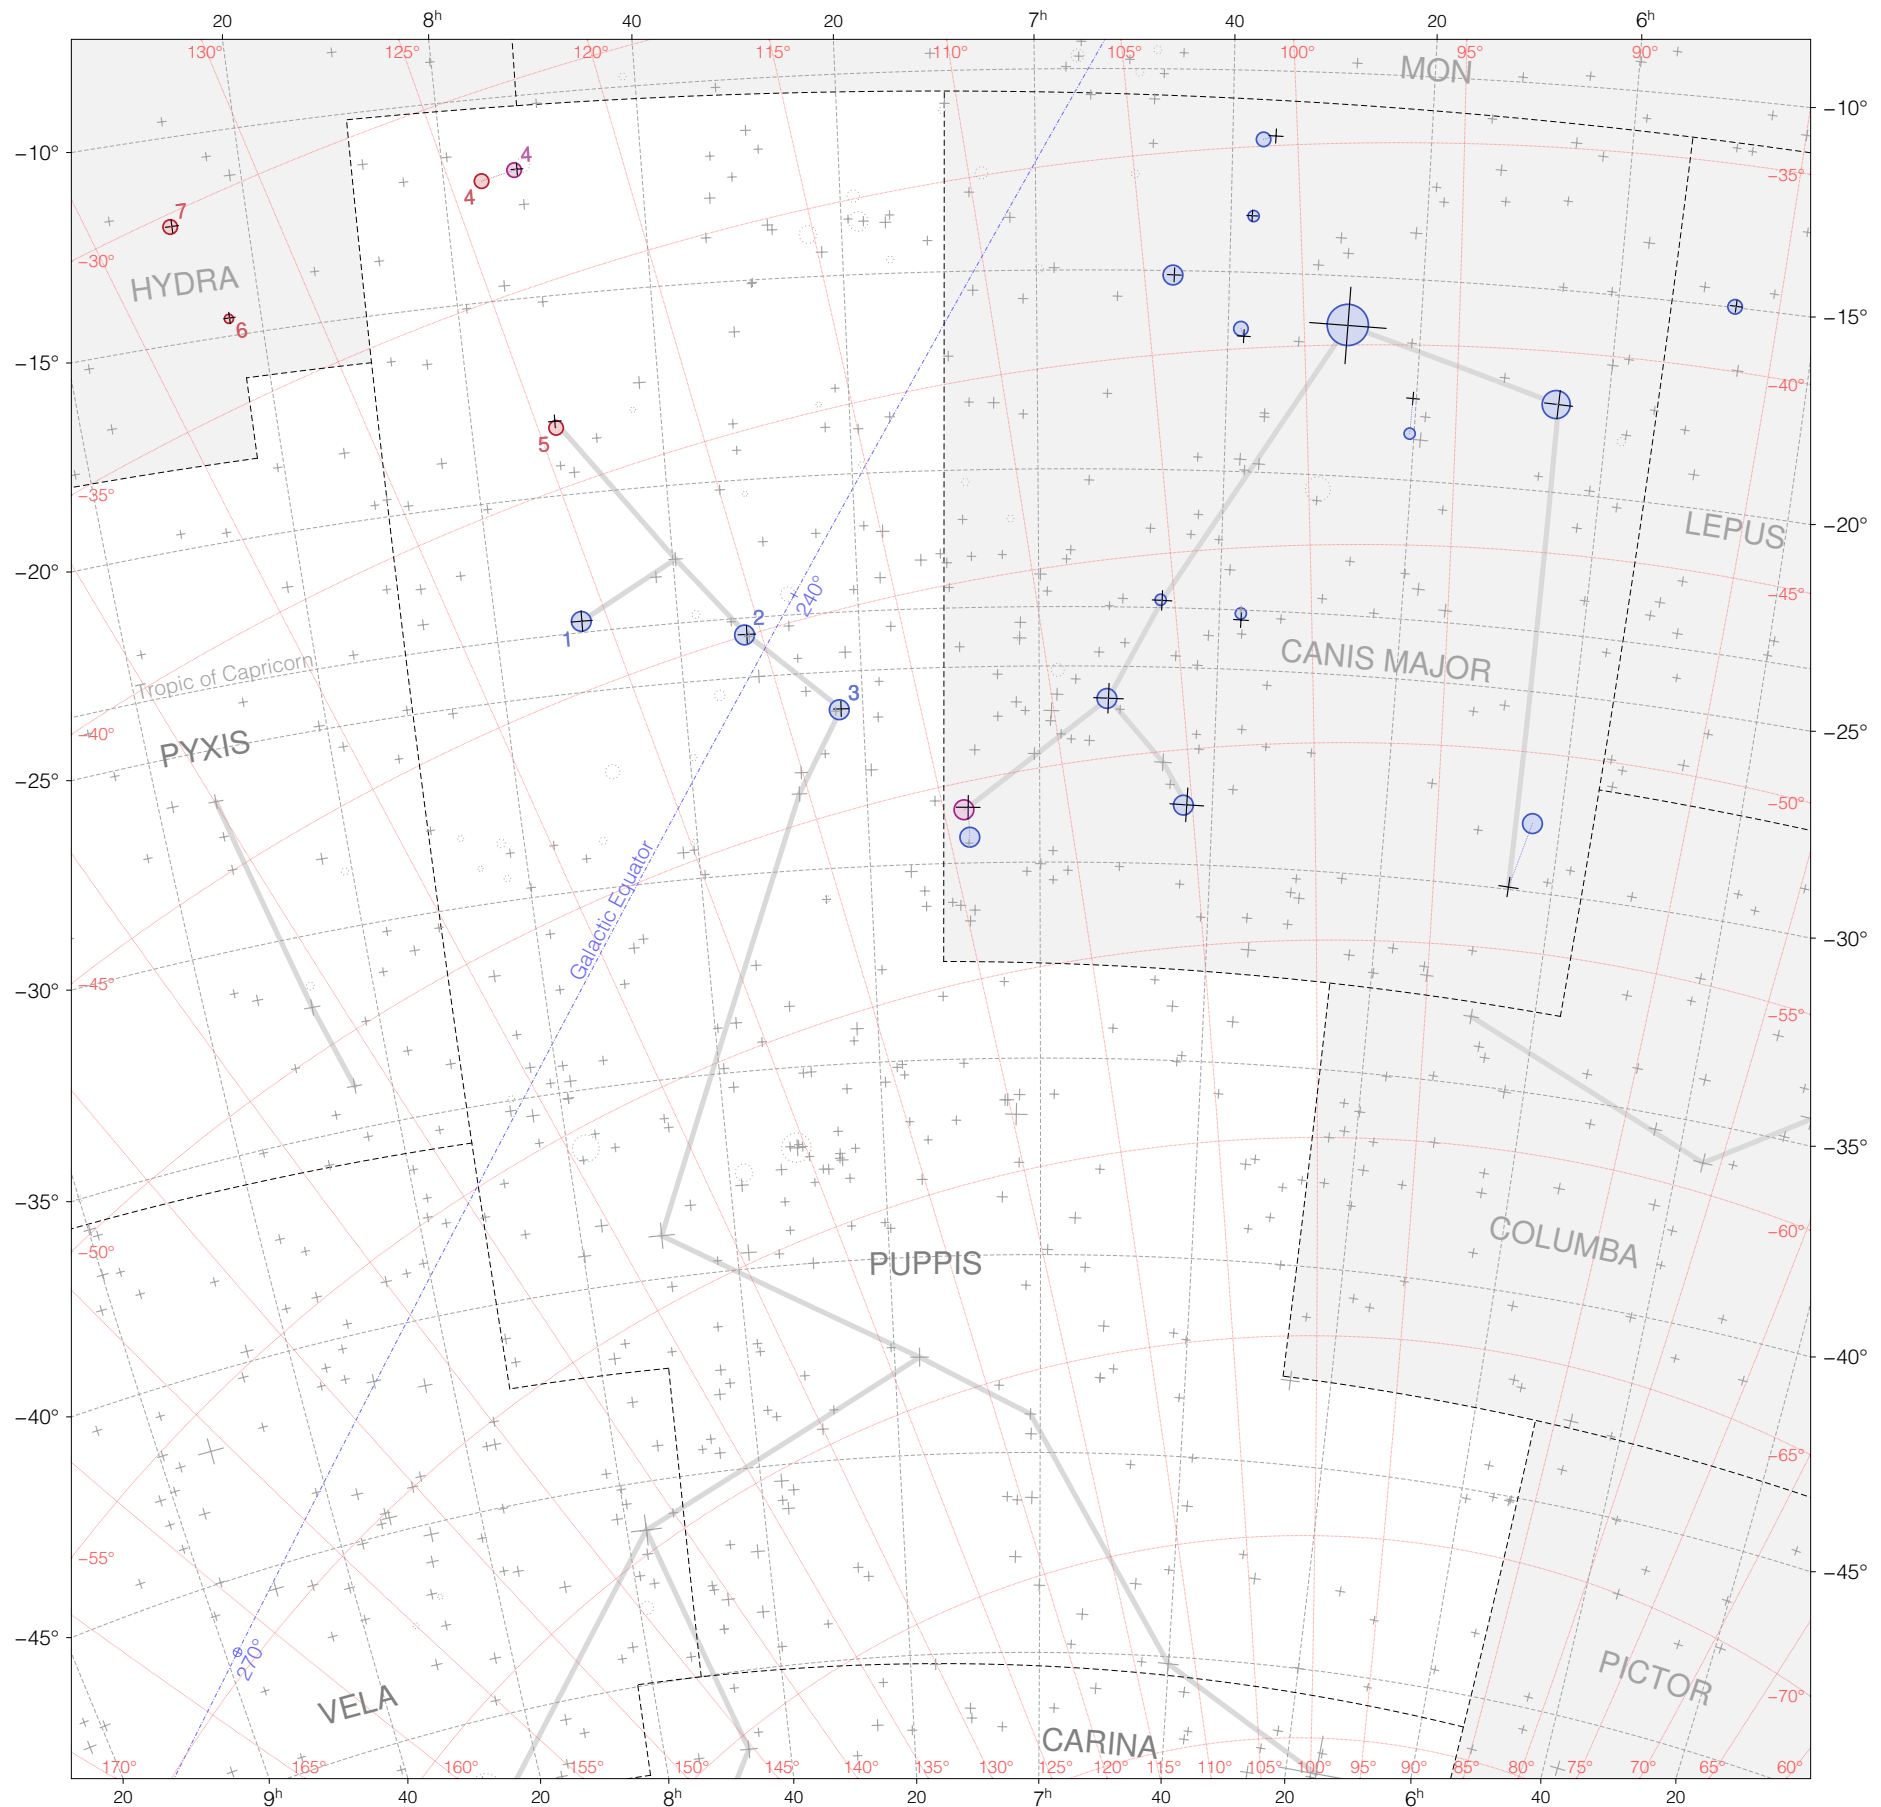 20 8h 40 20 7h 40 20 6h
130° 125° 120° 115° 110° 105° 100° 95° 90°
MON
−10°
−10°
4
4
−35°
7
−30°
HYDRA
6
−15°
−15°
−40°
5
−35°
−20°
LEPUS
−20°
240°
−45°
2
1
CANIS MAJOR
Tropic of Capricorn
3
−40°
PYXIS
−25°
−25°
−50°
Galactic Equator
−30°
−45°
−30°
−55°
−35°
−35°
−50°
PUPPIS
COLUMBA
−60°
−40°
−40°
−65°
−55°
−45°
−45°
270°
VELA
CARINA
PICTOR
−70°
170° 165° 160° 155° 150° 145° 140° 135° 130° 125° 120° 115° 110° 105° 100° 95° 90° 85° 80° 75° 70° 65° 60°
20 9h 40 20 8h 40 20 7h 40 20 6h 40 20